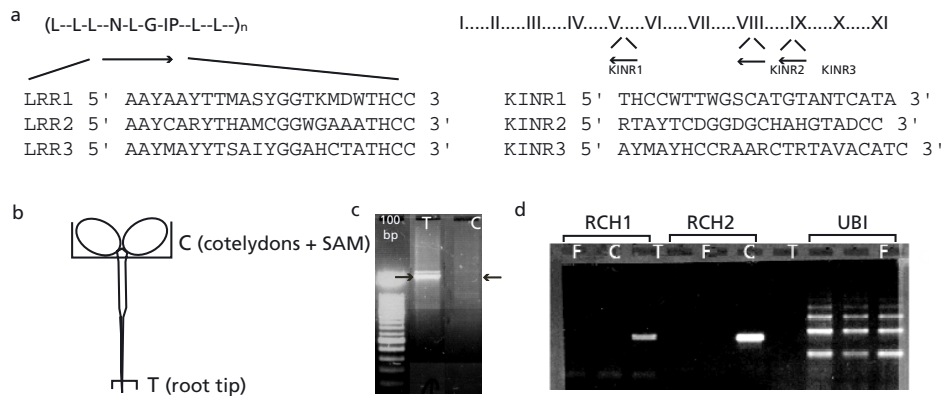 a
(L--L-L--N-L-G-IP--L--L--)n
I.....II.....III.....IV.....V.....VI.....VII.....VIII.....IX.....X.....XI
KINR1 KINR2 KINR3
LRR1 5' AAYAAYTTMASYGGTKMDWTHCC 3
LRR2 5' AAYCARYTHAMCGGWGAAATHCC 3'
LRR3 5' AAYMAYYTSAIYGGAHCTATHCC 3'
KINR1 5' THCCWTTWGSCATGTANTCATA 3'
KINR2 5' RTAYTCDGGDGCHAHGTADCC 3'
KINR3 5' AYMAYHCCRAARCTRTAVACATC 3'
b
C (cotelydons + SAM)
T (root tip)
c
100 bp
T C
d
RCH1 RCH2 UBI
F C T F C T F